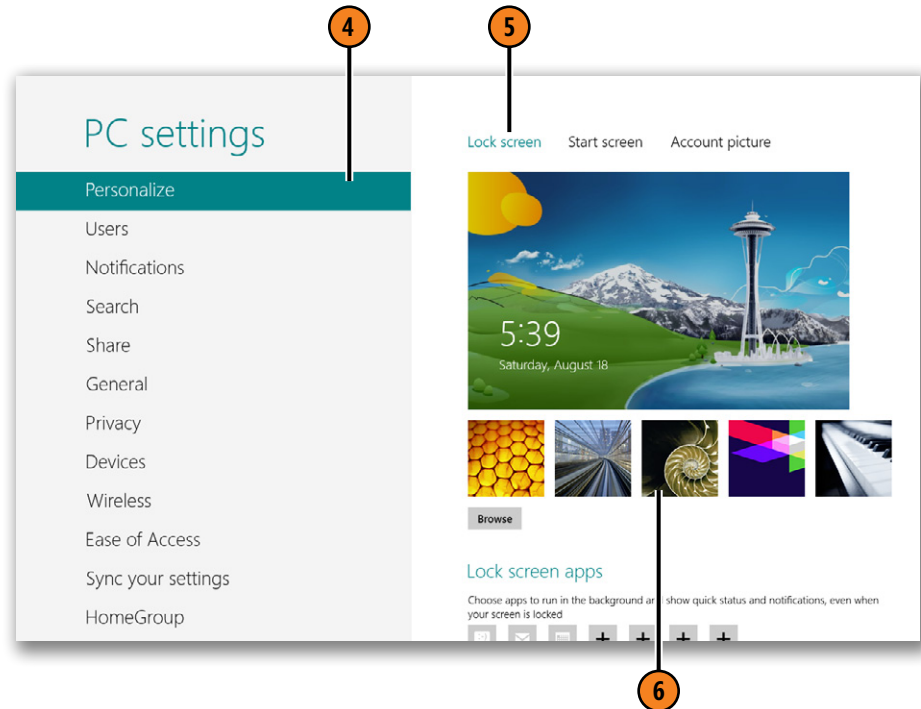 4
5
PC settings
Personalize
Users
Notifications
Search
Share
General
Privacy
Devices
Wireless
Ease of Access
Sync your settings
HomeGroup
Lock screen Start screen Account picture
5:39
Saturday, August 18
Browse
Lock screen apps
Choose apps to run in the background and show quick status and notifications, even when
your screen is locked
6